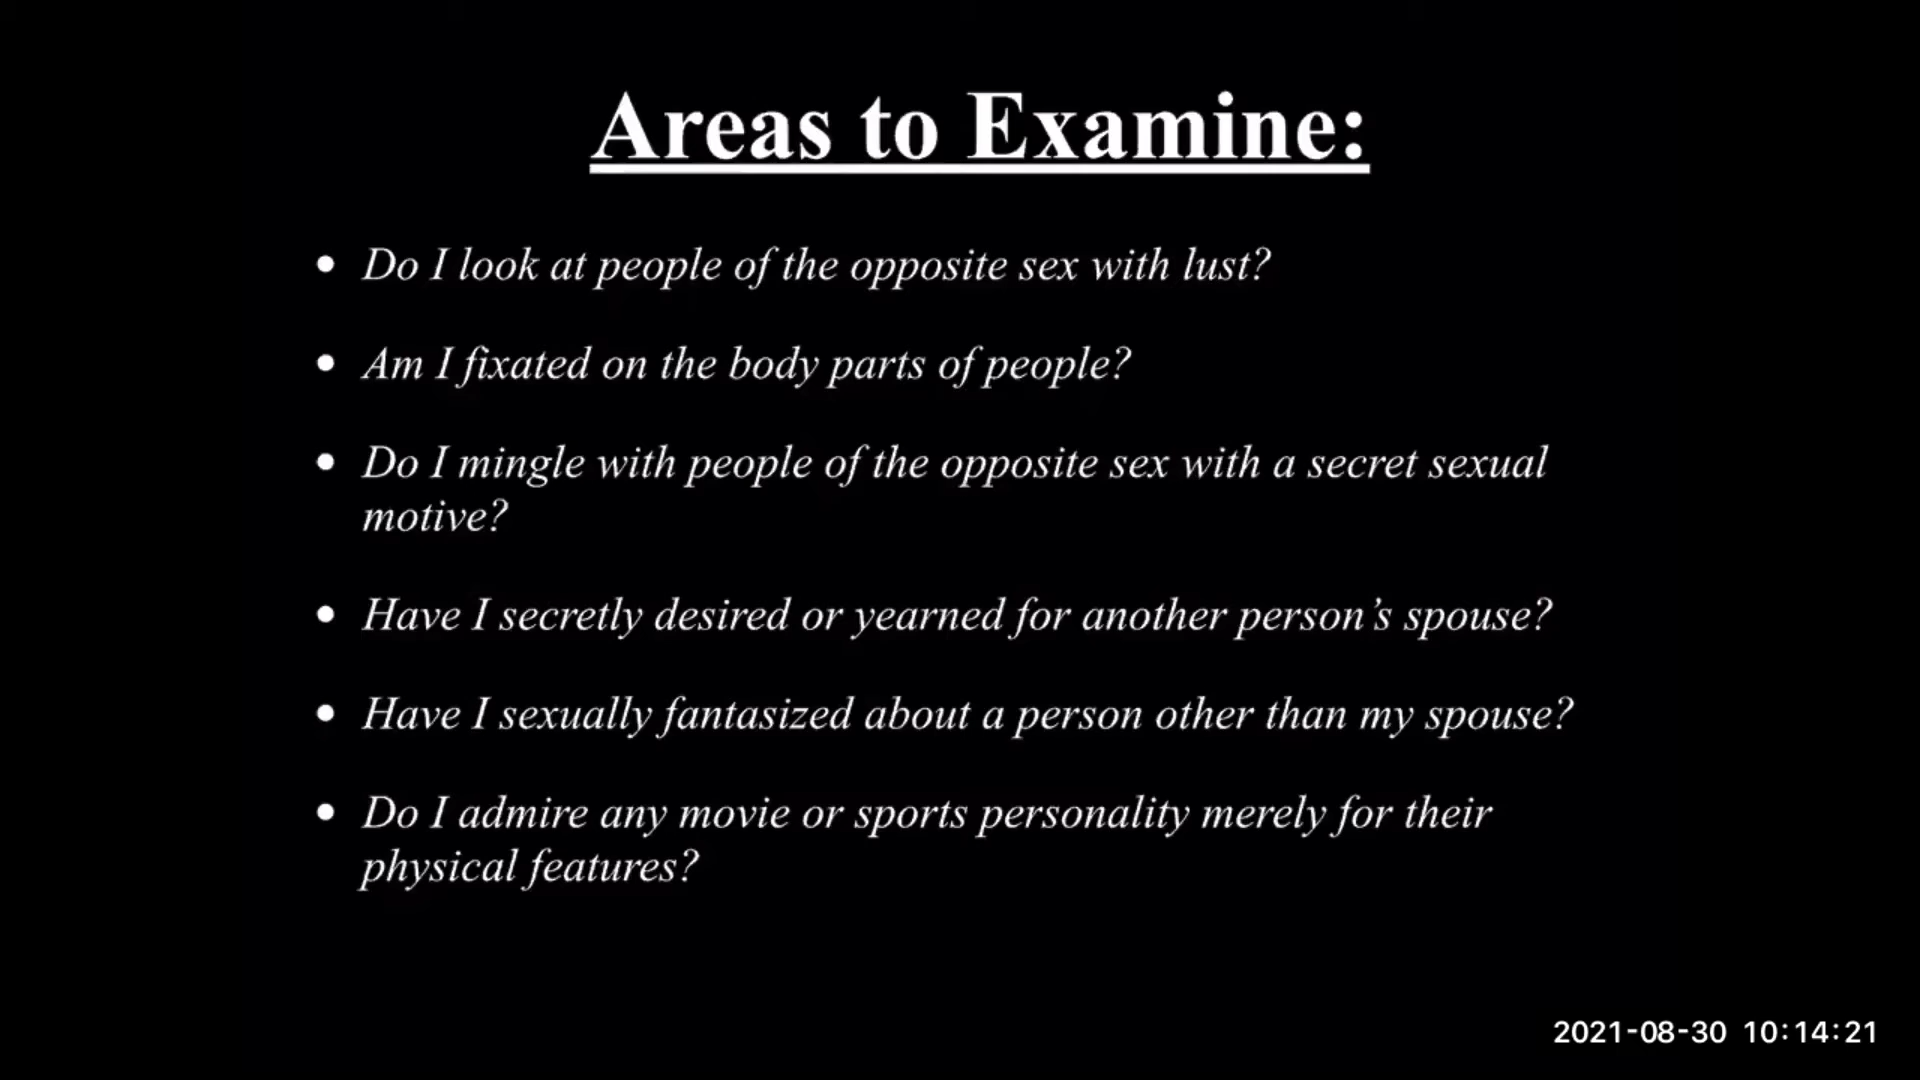 Areas to Examine:
• Do I look at people of the opposite sex with lust?
• Am I fixated on the body parts of people?
• Do I mingle with people of the opposite sex with a secret sexual
motive?
• Have I secretly desired or yearned for another person’s spouse?
• Have I sexually fantasized about a person other than my spouse?
• Do I admire any movie or sports personality merely for their
physical features?
2021-08-30 10:14:21